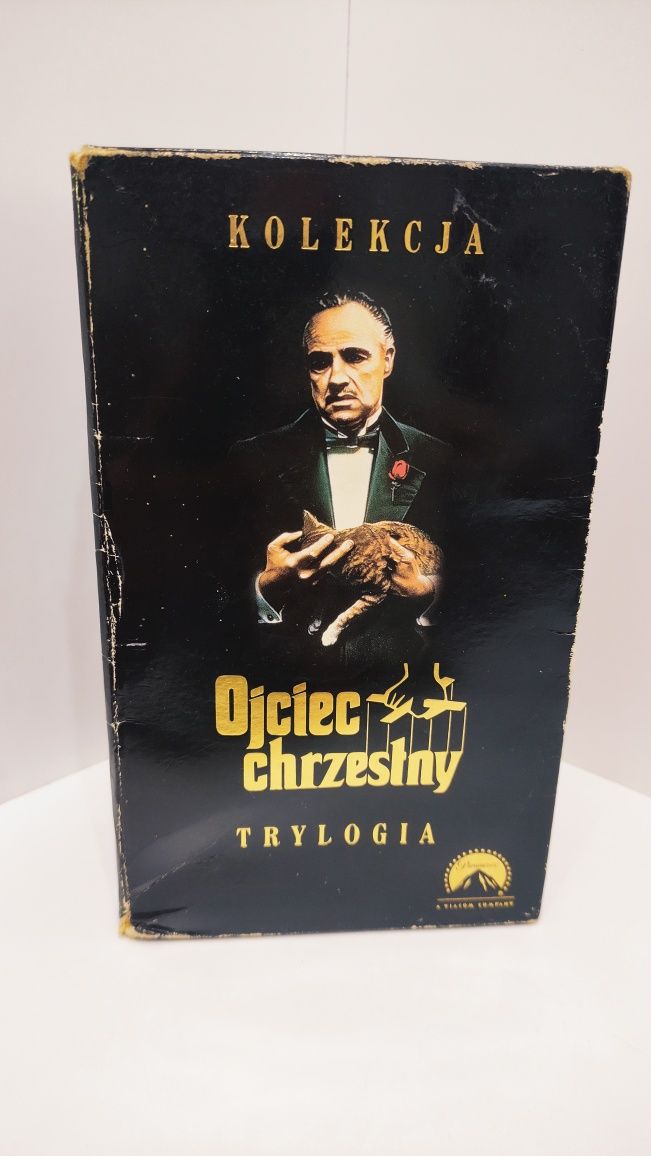 KOLEKCJA
Ojciec
chrzestny
TRYLOGIA
Paramount
A VIACOM COMPANY